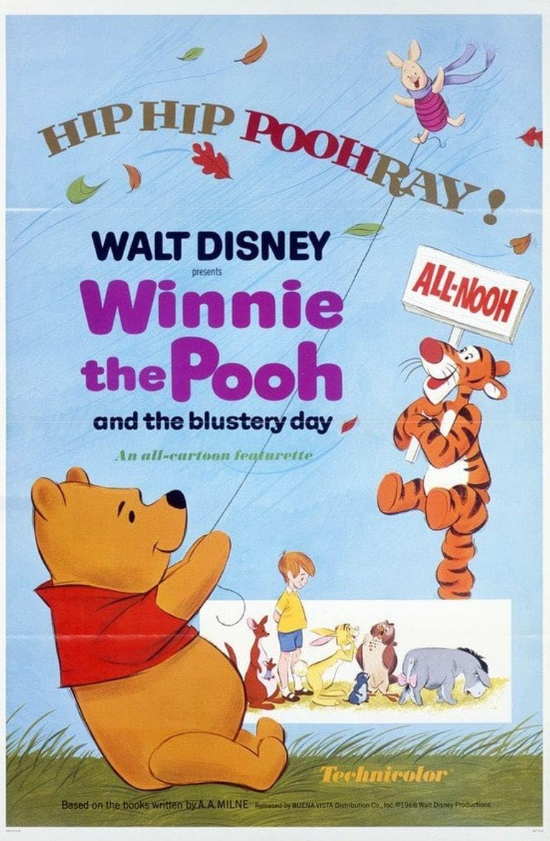 HIP HIP POOHRAY!
WALT DISNEY
presents
Winnie
the Pooh
and the blustery day
An all-cartoon featurette
ALL-NOOH
Technicolor®
Based on the books written by A. A. MILNE Released by BUENA VISTA Distribution Co., Inc. ©1968 Walt Disney Productions